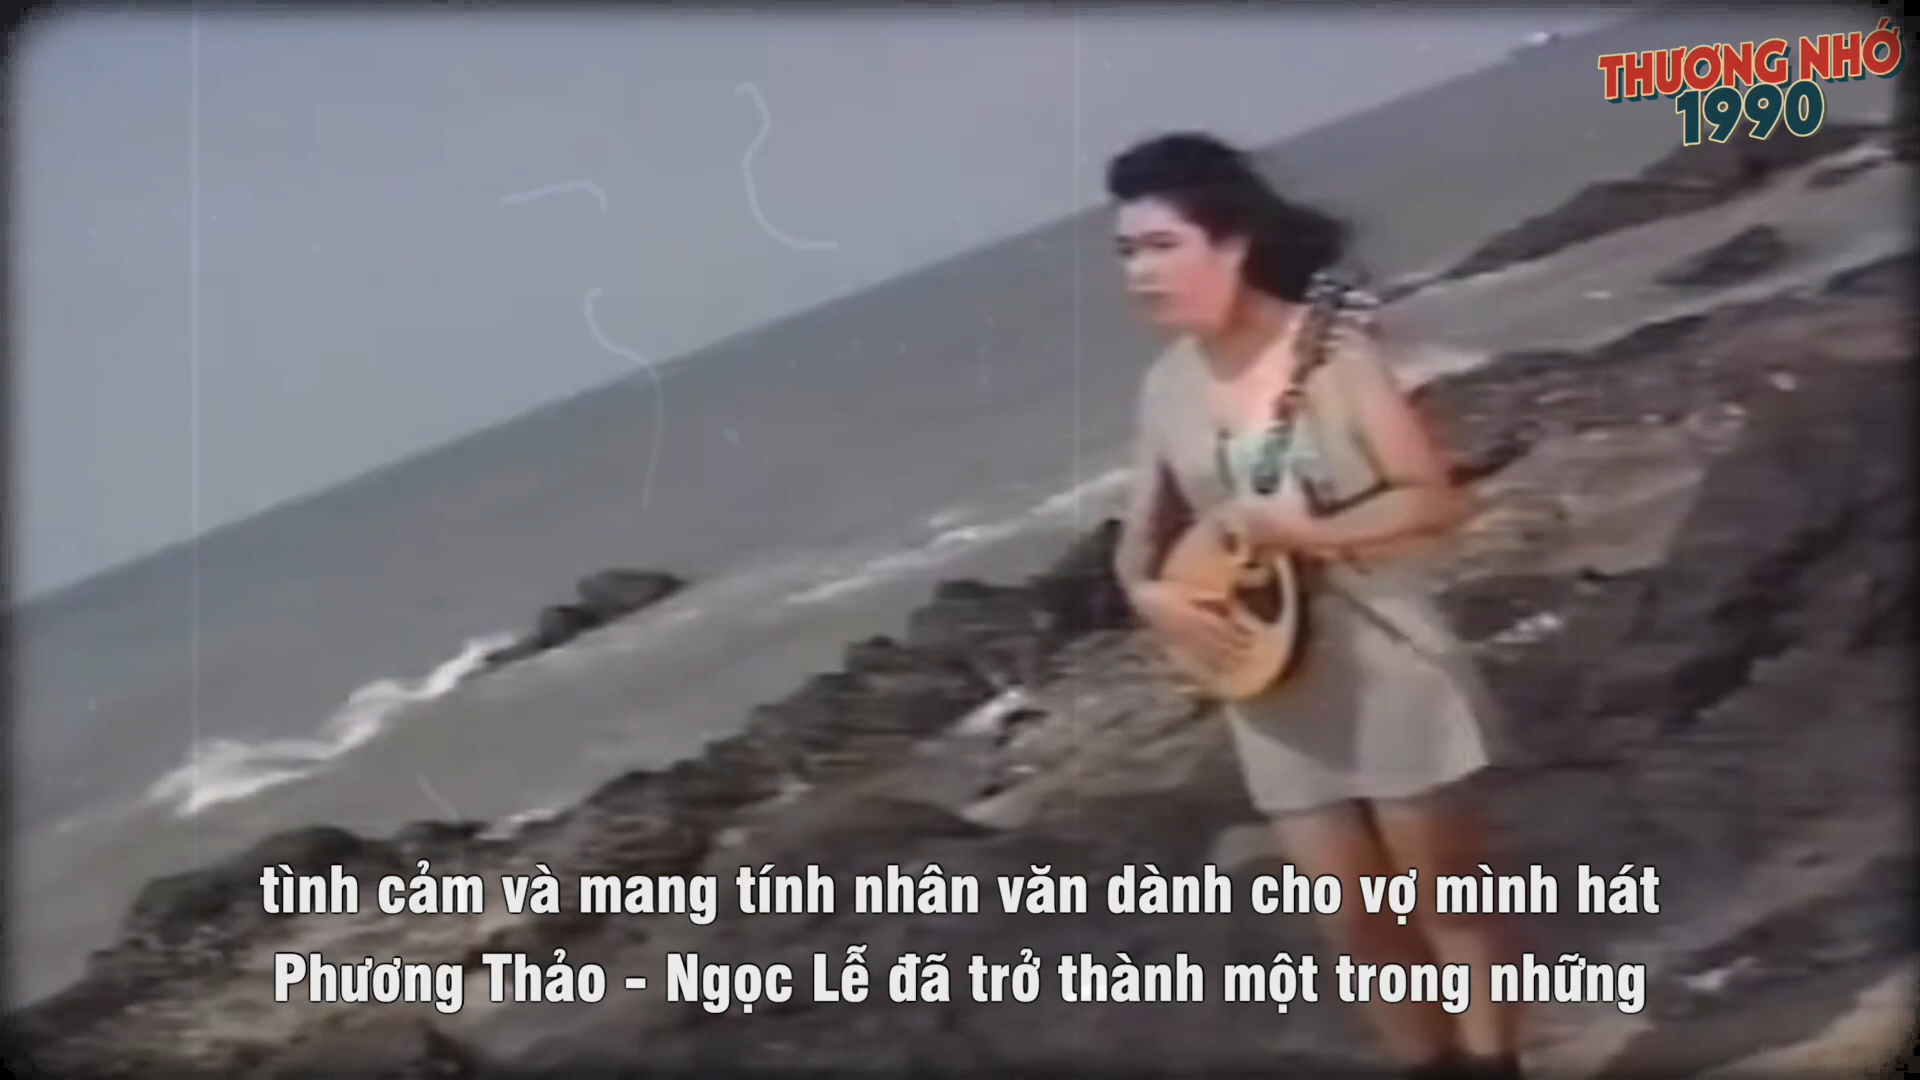 THƯƠNG NHỚ
1990
tình cảm và mang tính nhân văn dành cho vợ mình hát
Phương Thảo - Ngọc Lễ đã trở thành một trong những